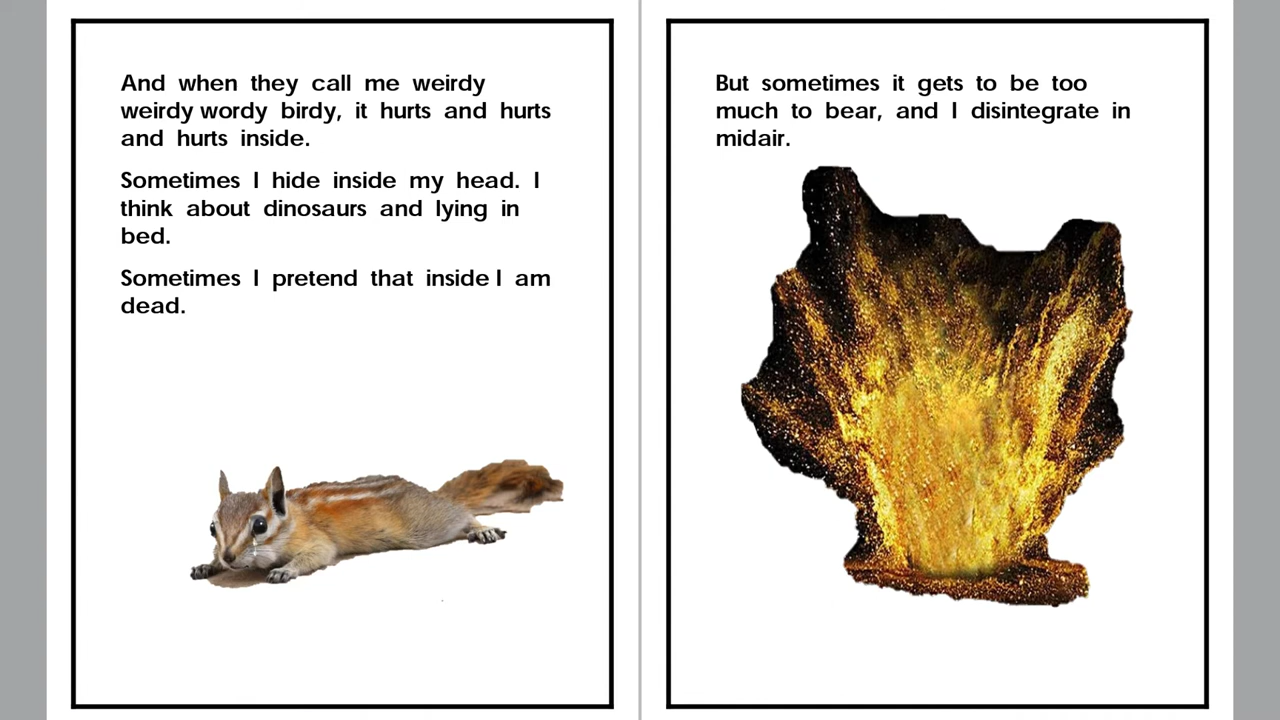 And when they call me weirdy
weirdy wordy birdy, it hurts and hurts
and hurts inside.
Sometimes I hide inside my head. I
think about dinosaurs and lying in
bed.
Sometimes I pretend that inside I am
dead.
But sometimes it gets to be too
much to bear, and I disintegrate in
midair.